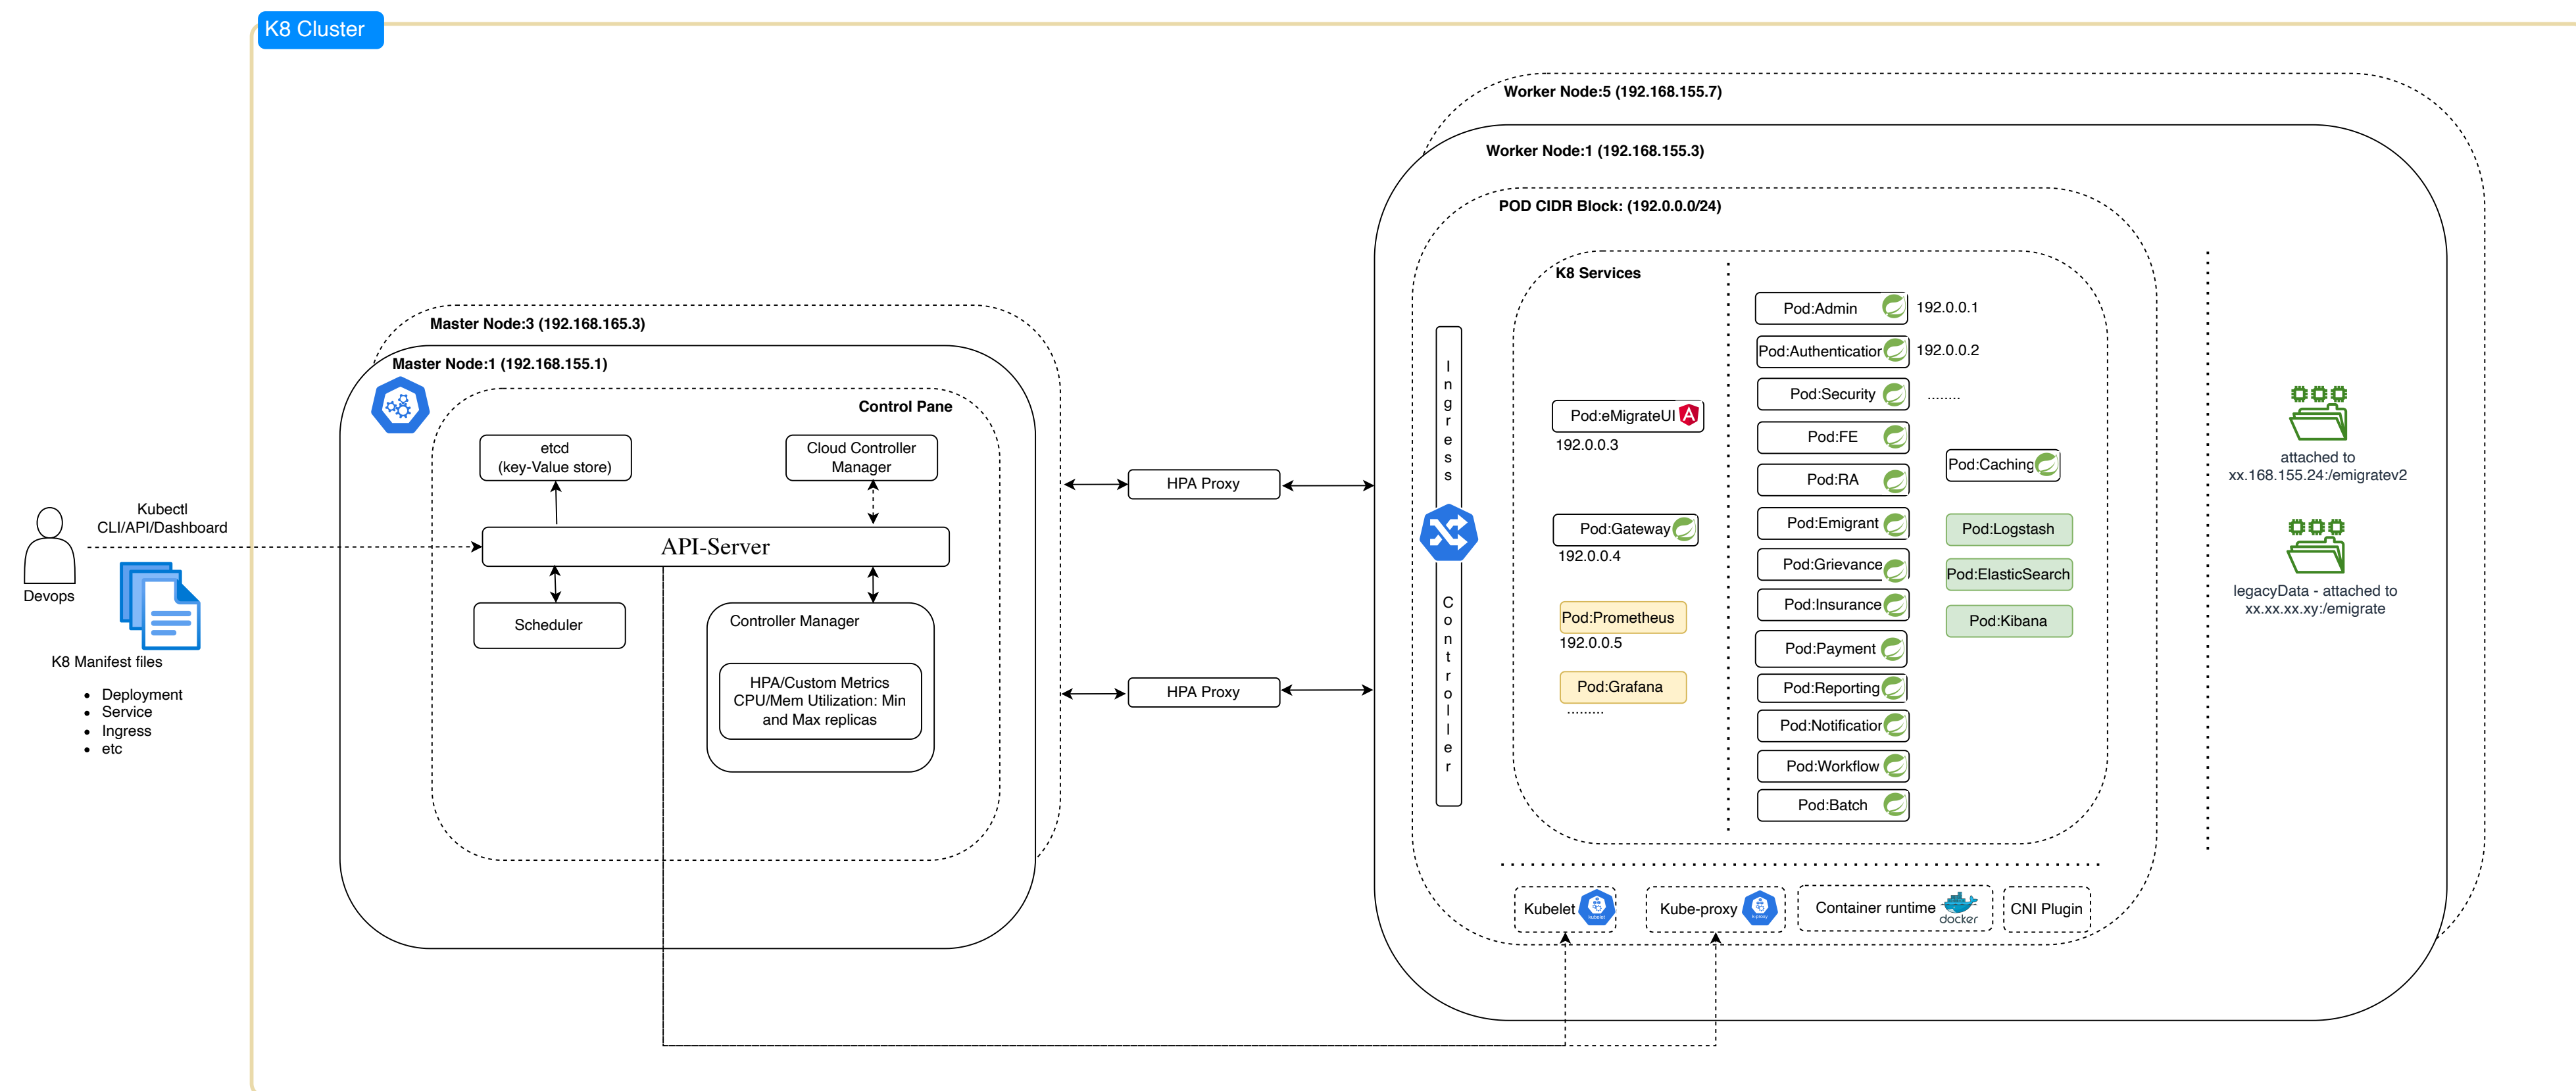 K8 Cluster
Worker Node:5 (192.168.155.7)
Worker Node:1 (192.168.155.3)
POD CIDR Block: (192.0.0.0/24)
K8 Services
Master Node:3 (192.168.165.3)
Master Node:1 (192.168.155.1)
Control Pane
etcd
(key-Value store)
Cloud Controller
Manager
API-Server
Scheduler
Controller Manager
HPA/Custom Metrics
CPU/Mem Utilization: Min
and Max replicas
Kubectl
CLI/API/Dashboard
Devops
K8 Manifest files
• Deployment
• Service
• Ingress
• etc
HPA Proxy
HPA Proxy
Ingress
Controller
Pod:eMigrateUI
192.0.0.3
Pod:Gateway
192.0.0.4
Pod:Prometheus
192.0.0.5
Pod:Grafana
.........
Pod:Admin
192.0.0.1
Pod:Authentication
192.0.0.2
Pod:Security
........
Pod:FE
Pod:RA
Pod:Emigrant
Pod:Grievance
Pod:Insurance
Pod:Payment
Pod:Reporting
Pod:Notification
Pod:Workflow
Pod:Batch
Pod:Caching
Pod:Logstash
Pod:ElasticSearch
Pod:Kibana
attached to
xx.168.155.24:/emigratev2
legacyData - attached to
xx.xx.xx.xy:/emigrate
Kubelet
kubelet
Kube-proxy
k-proxy
Container runtime
docker
CNI Plugin